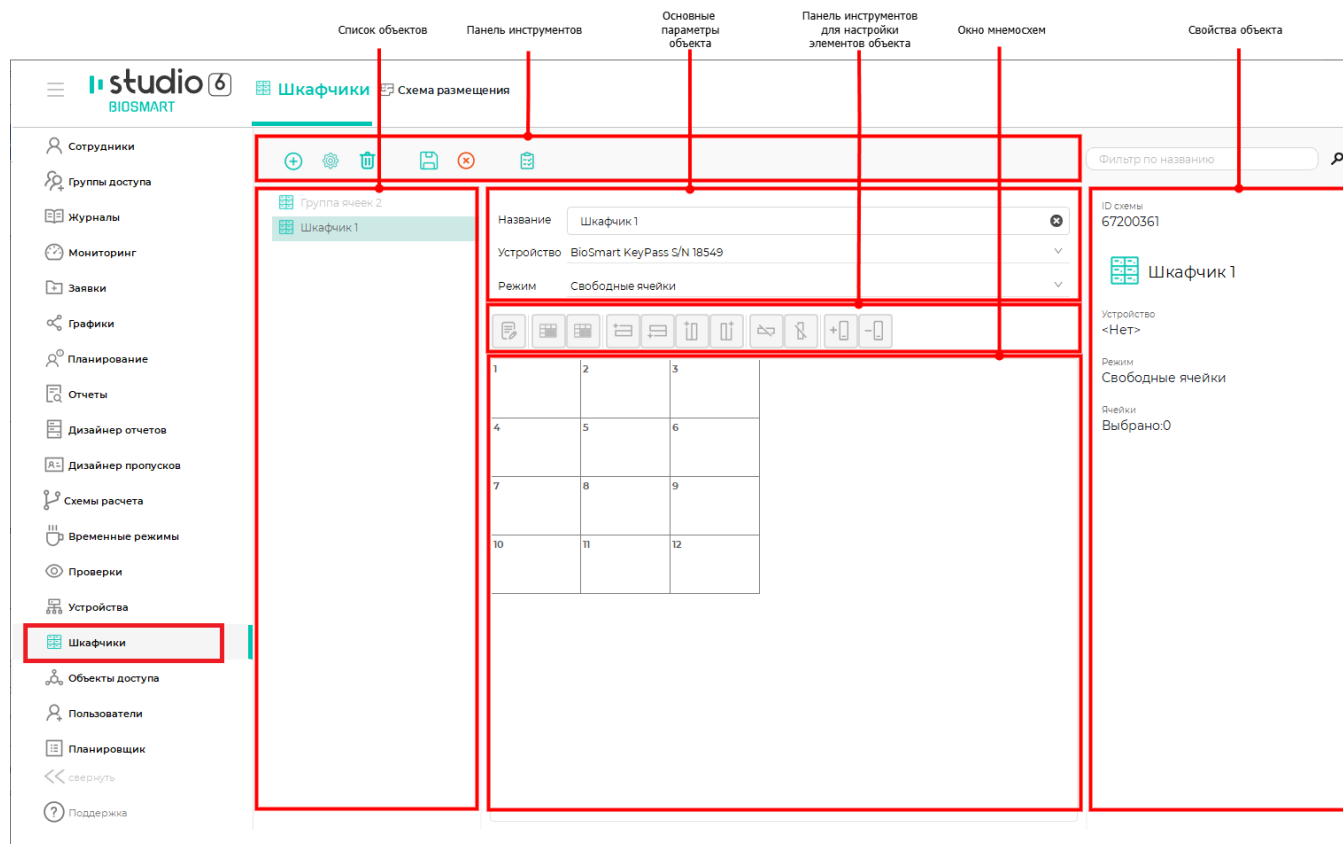 Список объектов
Панель инструментов
Основные
параметры
объекта
Панель инструментов
для настройки
элементов объекта
Окно мнемосхем
Свойства объекта
studio 6
BIOSMART
Шкафчики
Схема размещения
Сотрудники
Группы доступа
Журналы
Мониторинг
Заявки
Графики
Планирование
Отчеты
Дизайнер отчетов
Дизайнер пропусков
Схемы расчета
Временные режимы
Проверки
Устройства
Шкафчики
Объекты доступа
Пользователи
Планировщик
свернуть
Поддержка
Группа ячеек 2
Шкафчик 1
Название Шкафчик 1
Устройство BioSmart KeyPass S/N 18549
Режим Свободные ячейки
1 2 3
4 5 6
7 8 9
10 11 12
Фильтр по названию
ID схемы
67200361
Шкафчик 1
Устройство
<Нет>
Режим
Свободные ячейки
Ячейки
Выбрано:0